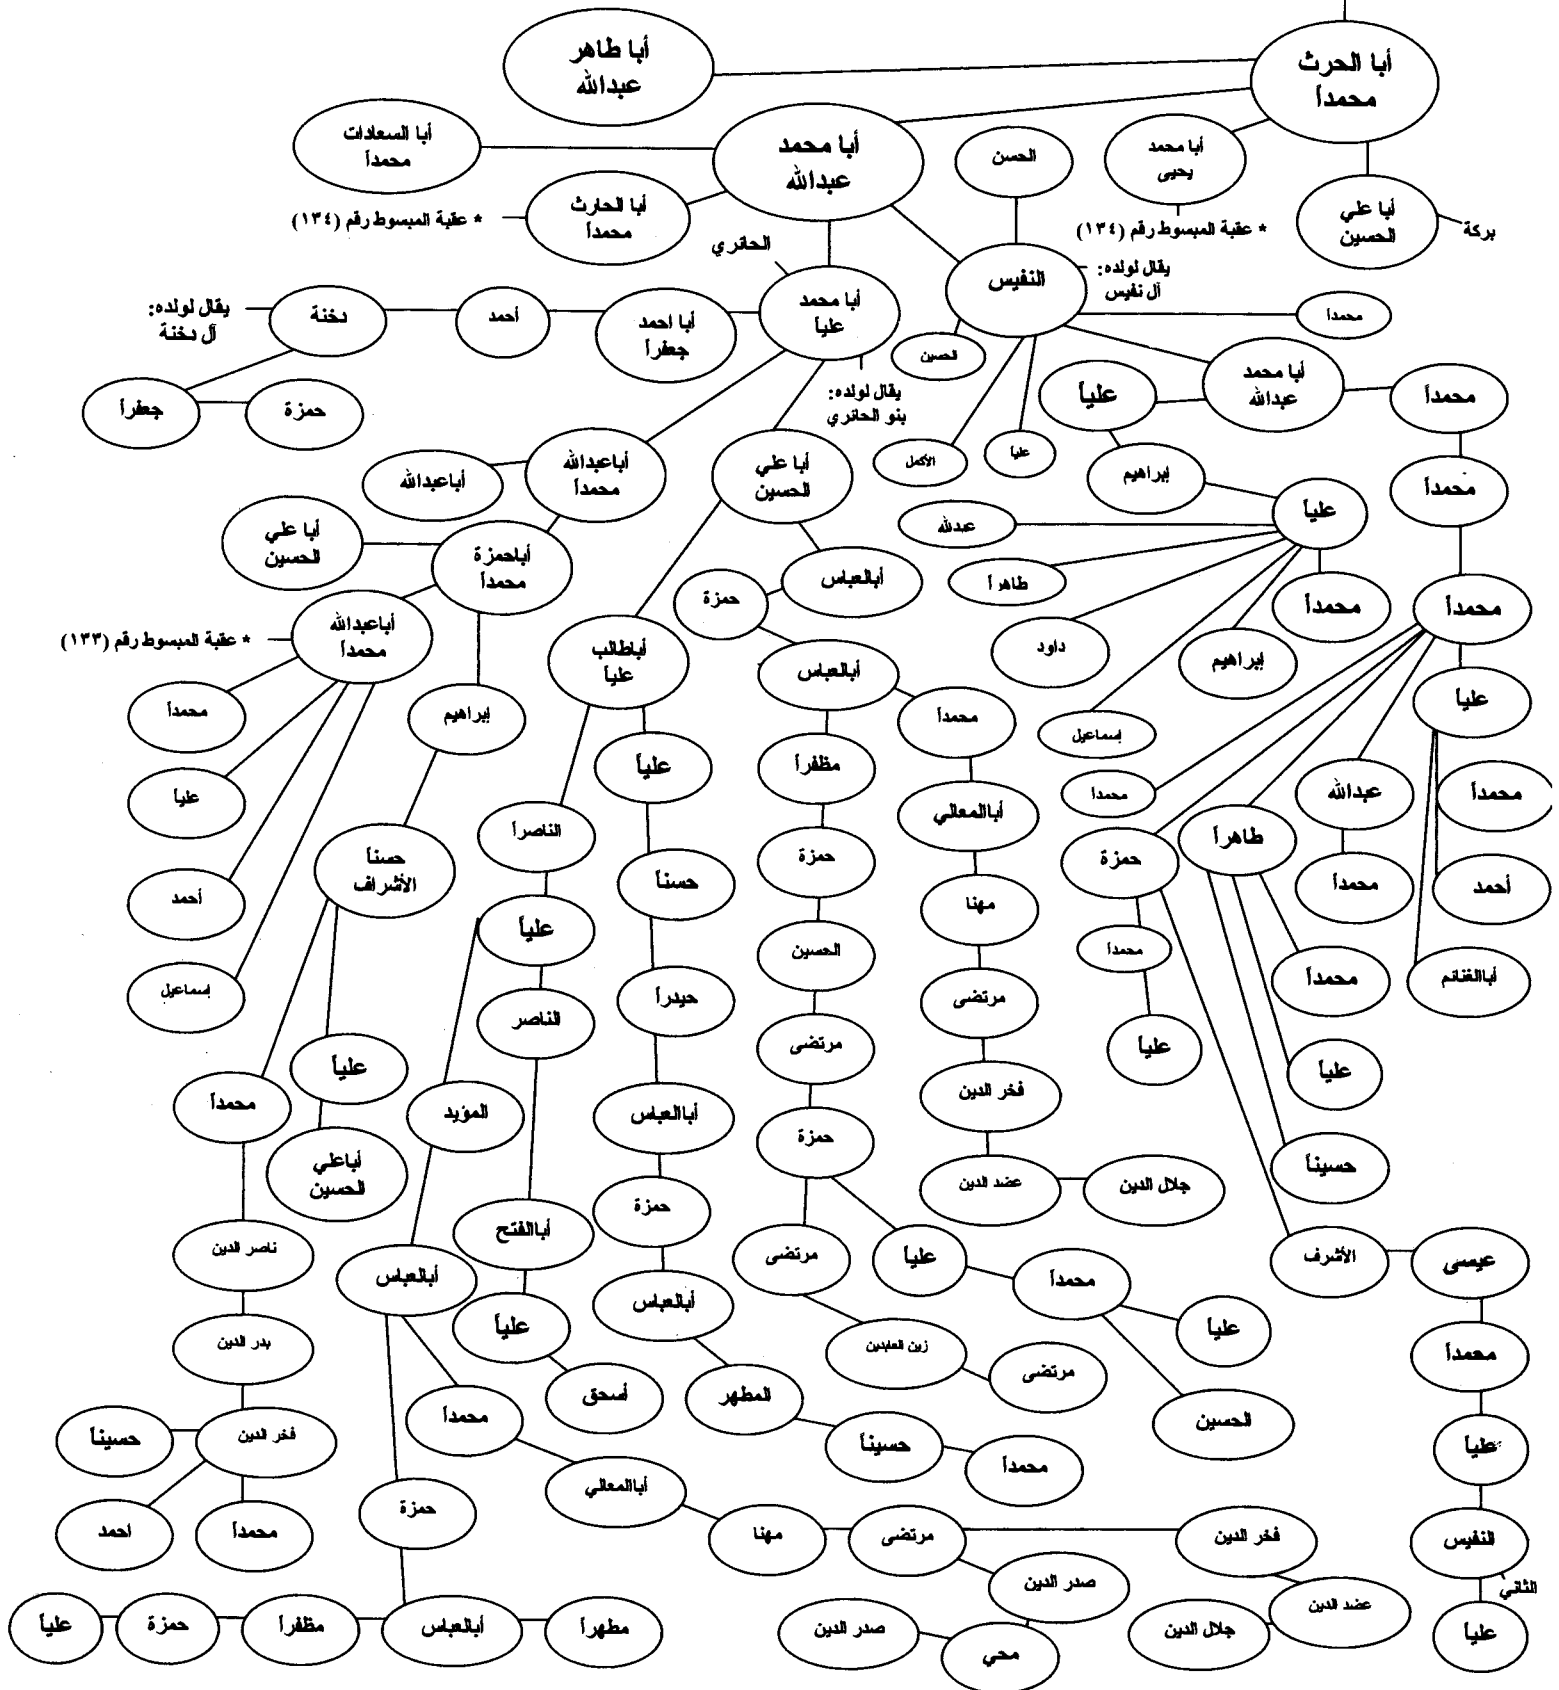 أبا الحرث
محمداً
أبا طاهر
عبدالله
أبا محمد
عبدالله
أبا السعادات
محمداً
الحسن
أبا محمد
يحيى
أبا علي
الحسين
بركة
أبا الحارث
محمداً
* عقبة المبسوط رقم (١٣٤)
* عقبة المبسوط رقم (١٣٤)
النفيس
يقال لولده:
آل نفيس
الحائري
أبا محمد
علياً
أبا احمد
جعفراً
أحمد
دخنة
يقال لولده:
آل دخنة
محمداً
الحسين
أبا محمد
عبدالله
علياً
محمداً
جعفراً
حمزة
يقال لولده:
بنو الحائري
علياً
الأكمل
أباعبدالله
محمداً
أباعبدالله
أبا علي
الحسين
إبراهيم
محمداً
علياً
عبدالله
أبا علي
الحسين
أباحمزة
محمداً
أبالعباس
طاهراً
محمداً
محمداً
حمزة
أباعبدالله
محمداً
* عقبة المبسوط رقم (١٣٣)
أباطالب
علياً
داود
إبراهيم
أبالعباس
علياً
محمداً
إبراهيم
محمداً
إسماعيل
علياً
مظفراً
محمداً
عبدالله
محمداً
علياً
أبالمعالي
الناصراً
طاهراً
حمزة
حمزة
حسناً
الأشراف
محمداً
أحمد
أحمد
حسناً
مهنا
علياً
محمداً
الحسين
محمداً
أباالغنائم
إسماعيل
حيدراً
مرتضى
الناصر
علياً
مرتضى
علياً
علياً
محمداً
فخر الدين
المؤيد
أباالعباس
حمزة
حسيناً
أباعلي
الحسين
عضد الدين
جلال الدين
حمزة
أباالفتح
ناصر الدين
مرتضى
علياً
الأشرف
عيسى
أبالعباس
محمداً
أبالعباس
علياً
علياً
بدر الدين
زين العابدين
مرتضى
محمداً
أسحق
المطهر
محمداً
الحسين
حسيناً
فخر الدين
حسيناً
علياً
محمداً
أباالمعالي
حمزة
احمد
محمداً
مهنا
مرتضى
فخر الدين
النفيس
الثاني
صدر الدين
عضد الدين
جلال الدين
علياً
صدر الدين
محي
مطهراً
أبالعباس
مظفراً
حمزة
علياً